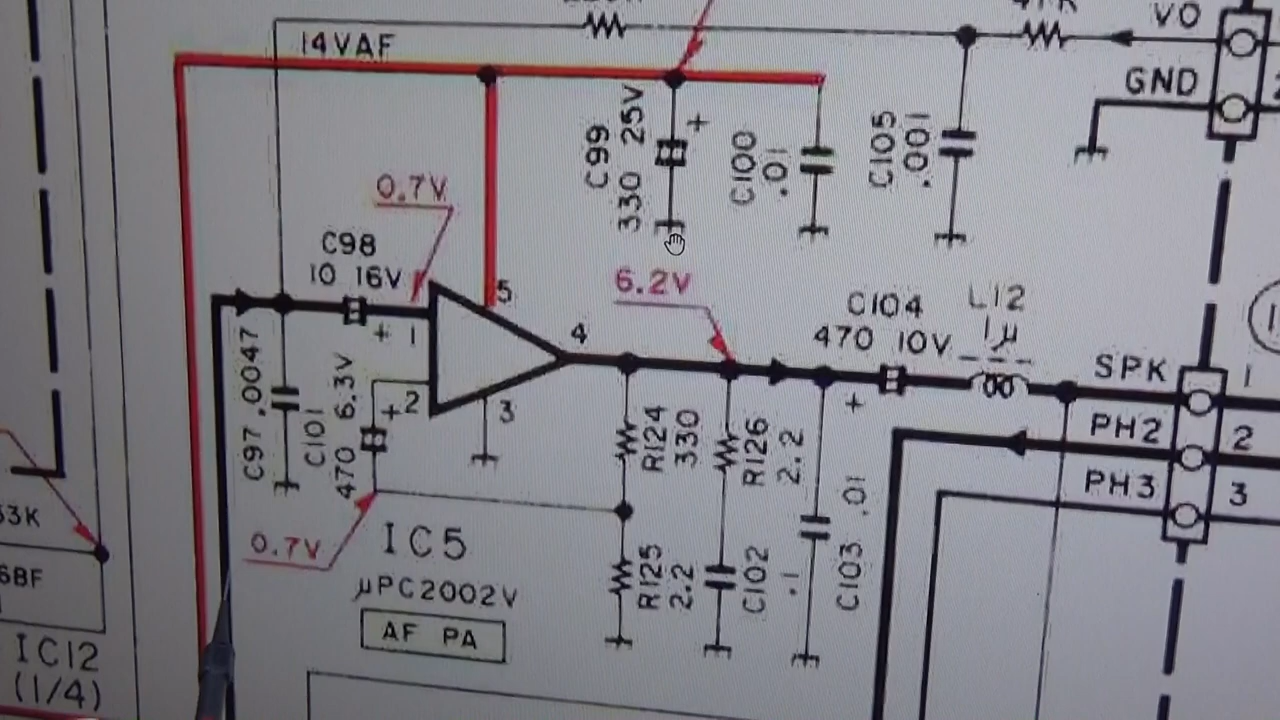 VO
14VAF
GND
C99
330 25V
+
C100
.01
C105
.001
0.7V
C98
10 16V
+
1
5
6.2V
4
C104
470 10V
+
L12
1μ
SPK
1
PH2
2
PH3
3
C97 .0047
C101
470 6.3V
+
2
3
R124
330
R126
2.2
C103 .01
0.7V
IC5
μPC2002V
AF PA
R125
2.2
C102
.1
53K
68F
IC12
(1/4)